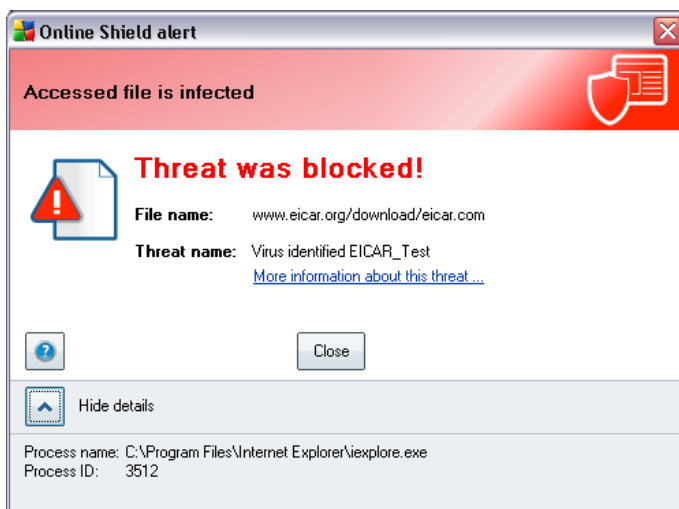 Online Shield alert
Accessed file is infected
Threat was blocked!
File name: www.eicar.org/download/eicar.com
Threat name: Virus identified EICAR_Test
More information about this threat ...
Close
Hide details
Process name: C:\Program Files\Internet Explorer\iexplore.exe
Process ID: 3512